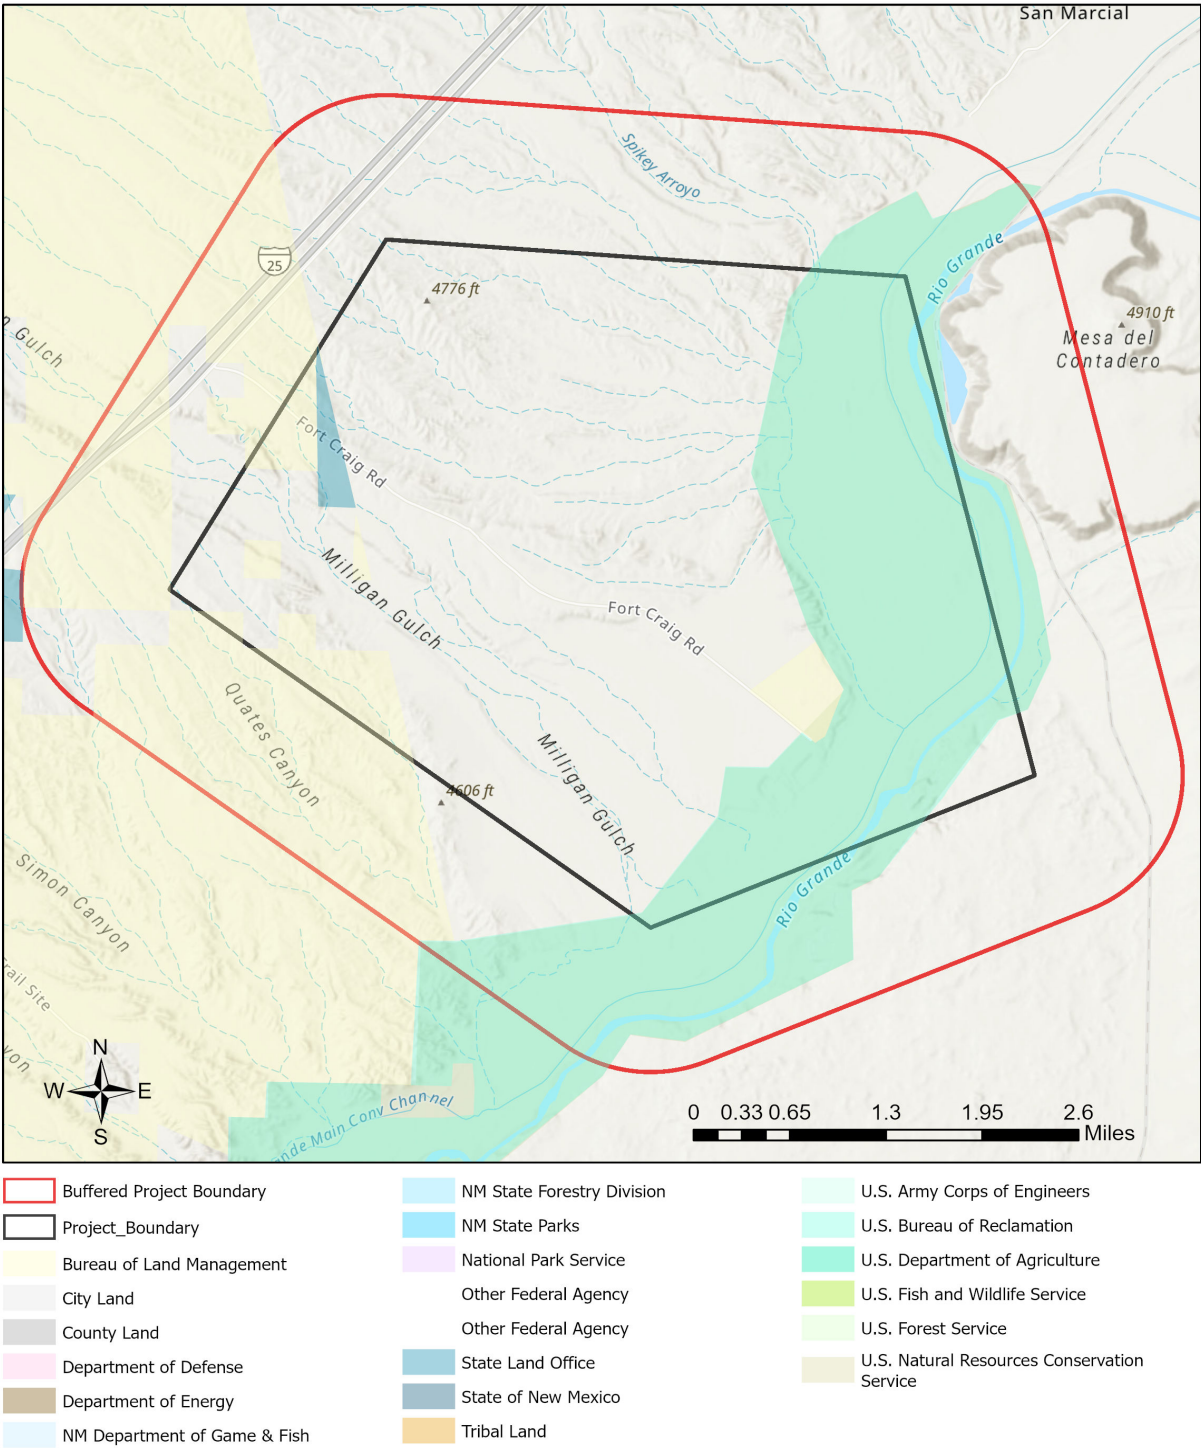 San Marcial
Spikey Arroyo
Rio Grande
25
4776 ft
4910 ft
Mesa del
Contadero
n Gulch
Fort Craig Rd
Milligan Gulch
Fort Craig Rd
Quates Canyon
Milligan Gulch
4606 ft
Simon Canyon
Rio Grande
rail Site
yon
N
W E
S
nde Main Conv Channel
0 0.33 0.65 1.3 1.95 2.6
Miles
Buffered Project Boundary
Project_Boundary
Bureau of Land Management
City Land
County Land
Department of Defense
Department of Energy
NM Department of Game & Fish
NM State Forestry Division
NM State Parks
National Park Service
Other Federal Agency
Other Federal Agency
State Land Office
State of New Mexico
Tribal Land
U.S. Army Corps of Engineers
U.S. Bureau of Reclamation
U.S. Department of Agriculture
U.S. Fish and Wildlife Service
U.S. Forest Service
U.S. Natural Resources Conservation
Service